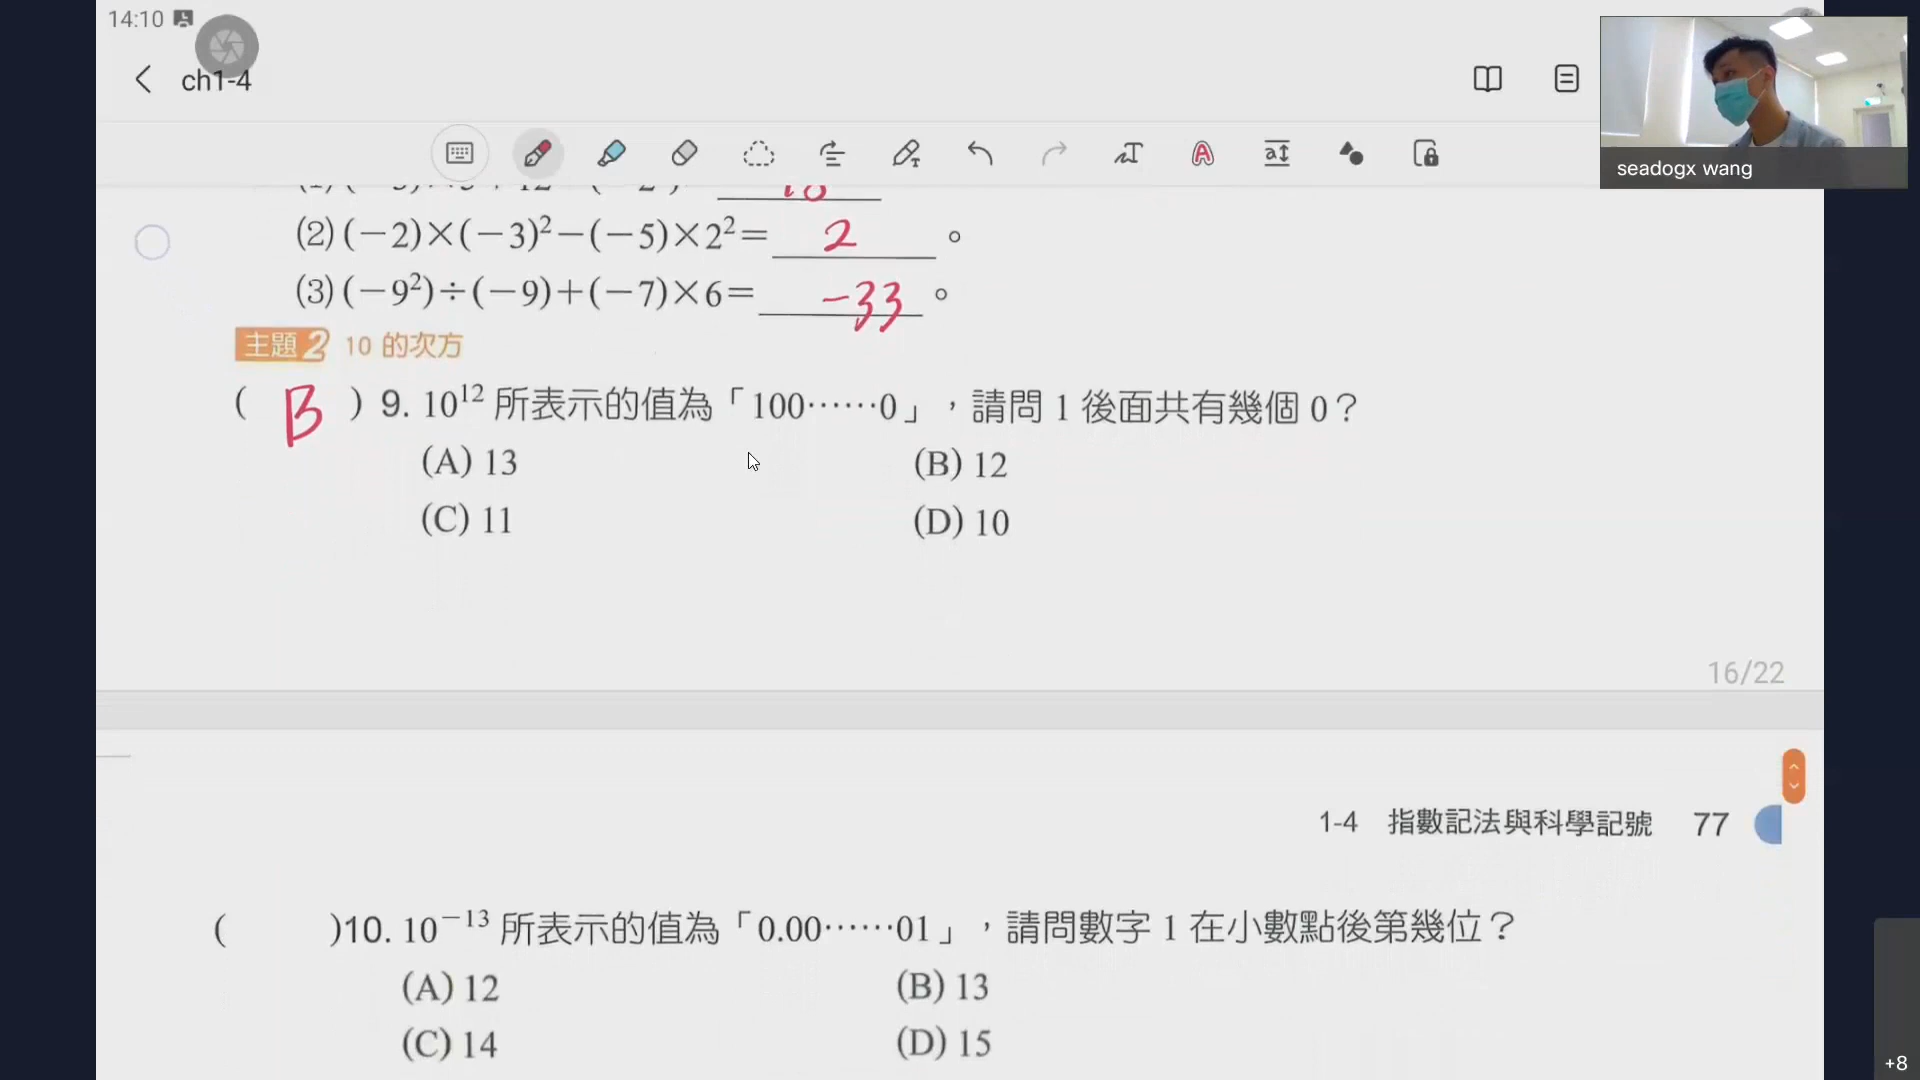 14:10
ch1-4
seadogx wang
(2) (−2)×(−3)²−(−5)×2²= 2 。
(3) (−9²)÷(−9)+(−7)×6= −33 。
主題2 10 的次方
( B ) 9. 10¹² 所表示的值為「100……0」，請問 1 後面共有幾個 0？
(A) 13 (B) 12
(C) 11 (D) 10
16/22
1-4 指數記法與科學記號 77
( )10. 10⁻¹³ 所表示的值為「0.00……01」，請問數字 1 在小數點後第幾位？
(A) 12 (B) 13
(C) 14 (D) 15
+8